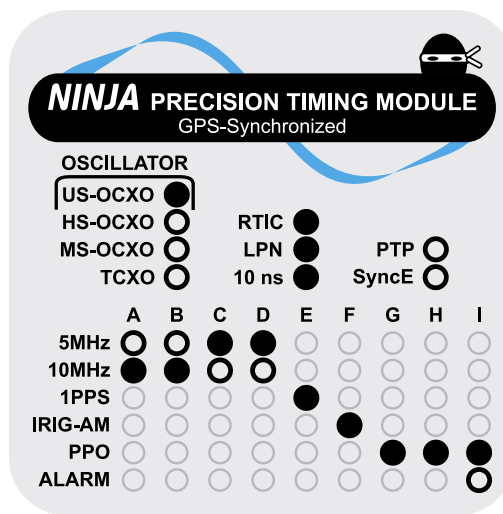 NINJA PRECISION TIMING MODULE
GPS-Synchronized
OSCILLATOR
US-OCXO
HS-OCXO RTIC
MS-OCXO LPN PTP
TCXO 10 ns SyncE
A B C D E F G H I
5MHz
10MHz
1PPS
IRIG-AM
PPO
ALARM